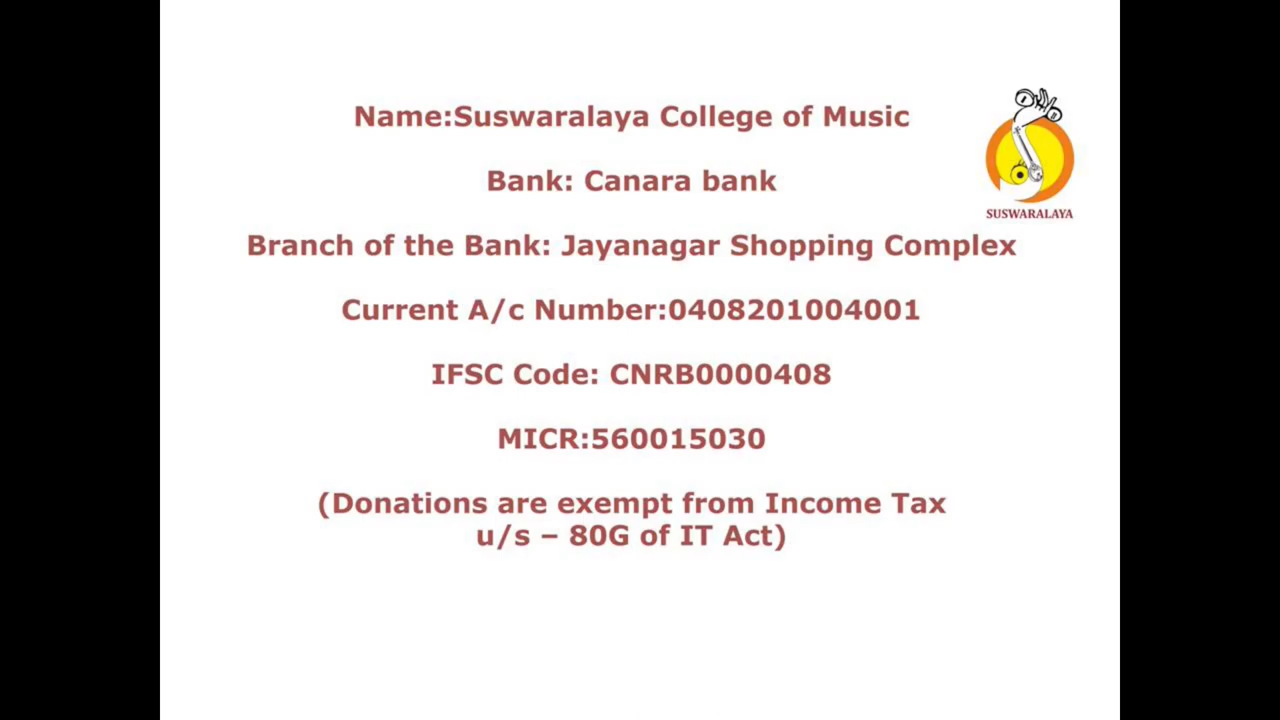 Name:Suswaralaya College of Music
Bank: Canara bank
SUSWARALAYA
Branch of the Bank: Jayanagar Shopping Complex
Current A/c Number:0408201004001
IFSC Code: CNRB0000408
MICR:560015030
(Donations are exempt from Income Tax
u/s – 80G of IT Act)